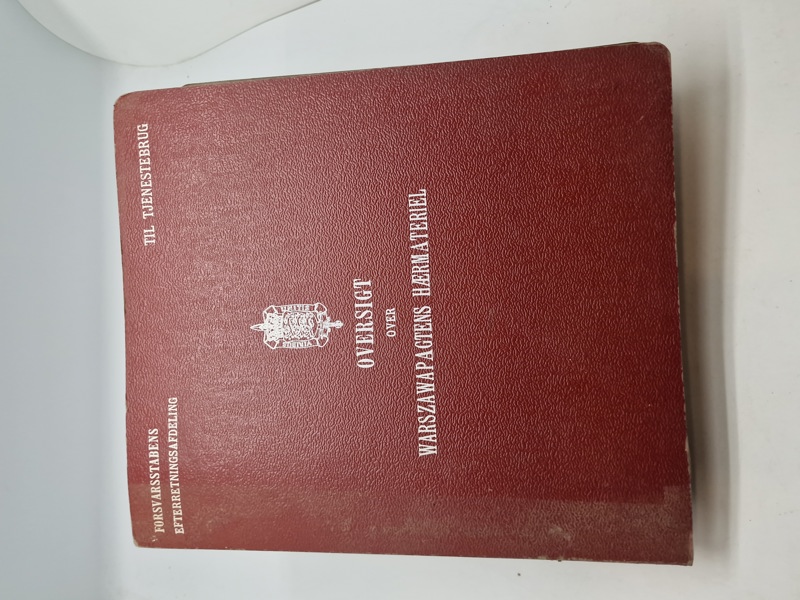 FORSVARSSTABENS
EFTERRETNINGSAFDELING
TIL TJENESTEBRUG
OVERSIGT
OVER
WARSZAWAPAGTENS HÆRMATERIEL